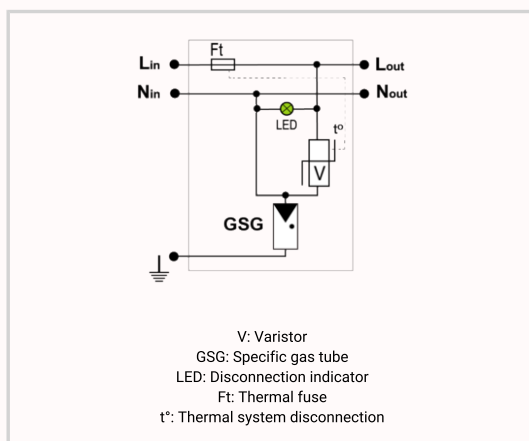 Ft
Lin Lout
Nin Nout
LED
t°
V
GSG
V: Varistor
GSG: Specific gas tube
LED: Disconnection indicator
Ft: Thermal fuse
t°: Thermal system disconnection